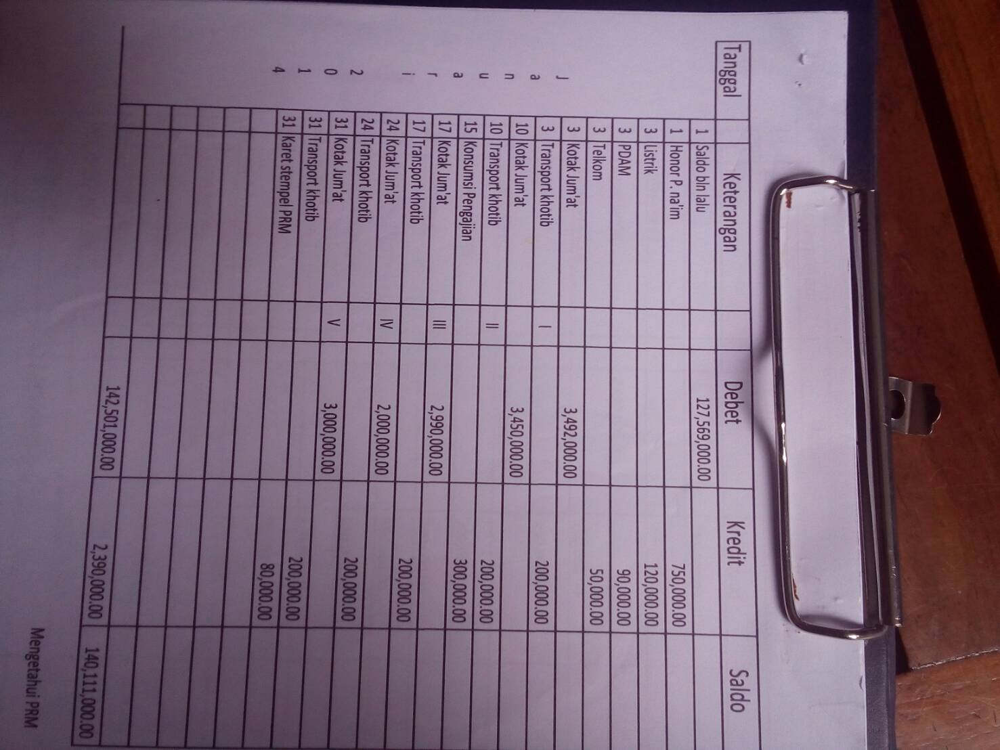 Tanggal Keterangan Debet Kredit Saldo
1 Saldo bln lalu 127,569,000.00
1 Honor P. na'im 750,000.00
3 Listrik 120,000.00
3 PDAM 90,000.00
3 Telkom 50,000.00
J 3 Kotak Jum'at 3,492,000.00
a 3 Transport khotib I 200,000.00
n 10 Kotak Jum'at 3,450,000.00
u 10 Transport khotib II 200,000.00
a 15 Konsumsi Pengajian 300,000.00
r 17 Kotak Jum'at III 2,990,000.00
i 17 Transport khotib 200,000.00
24 Kotak Jum'at IV 2,000,000.00
2 24 Transport khotib 200,000.00
0 31 Kotak Jum'at V 3,000,000.00
1 31 Transport khotib 200,000.00
4 31 Karet stempel PRM 80,000.00
142,501,000.00 2,390,000.00 140,111,000.00
Mengetahui PRM